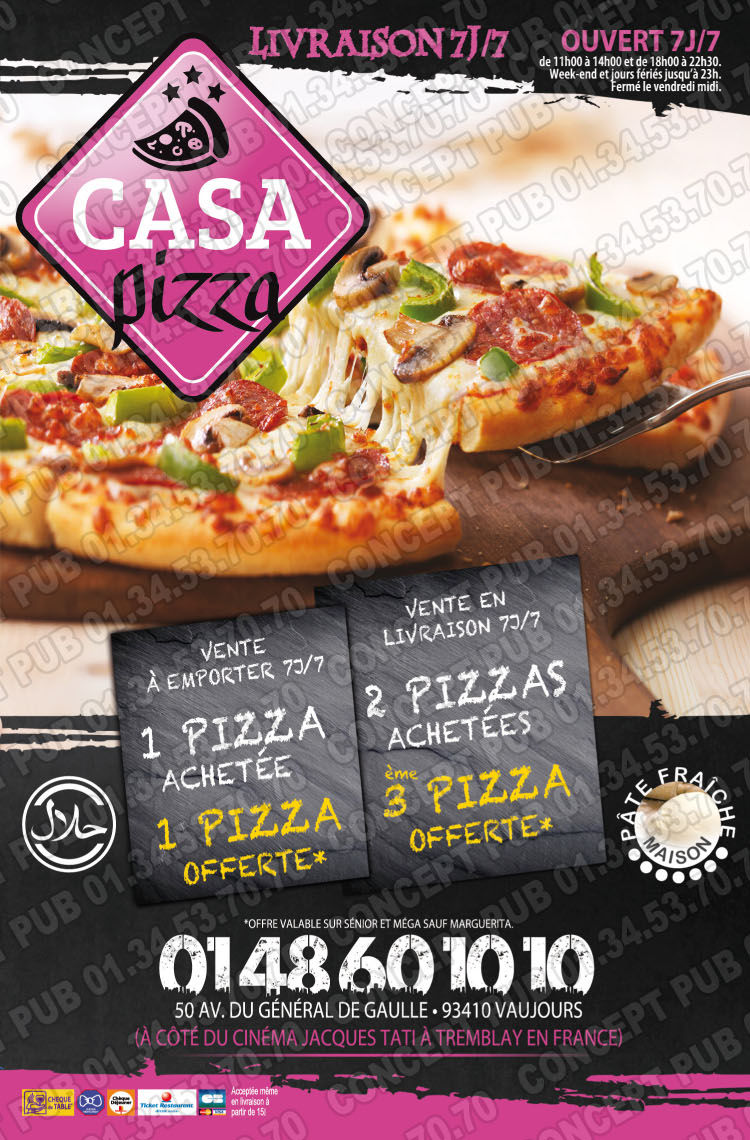 LIVRAISON 7J/7
OUVERT 7J/7
de 11h00 à 14h00 et de 18h00 à 22h30.
Week-end et jours fériés jusqu'à 23h.
Fermé le vendredi midi.
CASA
pizza
VENTE
À EMPORTER 7J/7
1 PIZZA
ACHETÉE
1 PIZZA
OFFERTE*
VENTE EN
LIVRAISON 7J/7
2 PIZZAS
ACHETÉES
3ème PIZZA
OFFERTE*
حلال
PÂTE FRAÎCHE
MAISON
*OFFRE VALABLE SUR SÉNIOR ET MÉGA SAUF MARGUERITA.
01 48 60 10 10
50 AV. DU GÉNÉRAL DE GAULLE • 93410 VAUJOURS
(À CÔTÉ DU CINÉMA JACQUES TATI À TREMBLAY EN FRANCE)
CHEQUE
de TABLE
Chèque
Déjeuner
Ticket Restaurant
CB
VISA
Acceptée même
en livraison à
partir de 15€
CONCEPT PUB 01.34.53.70.70